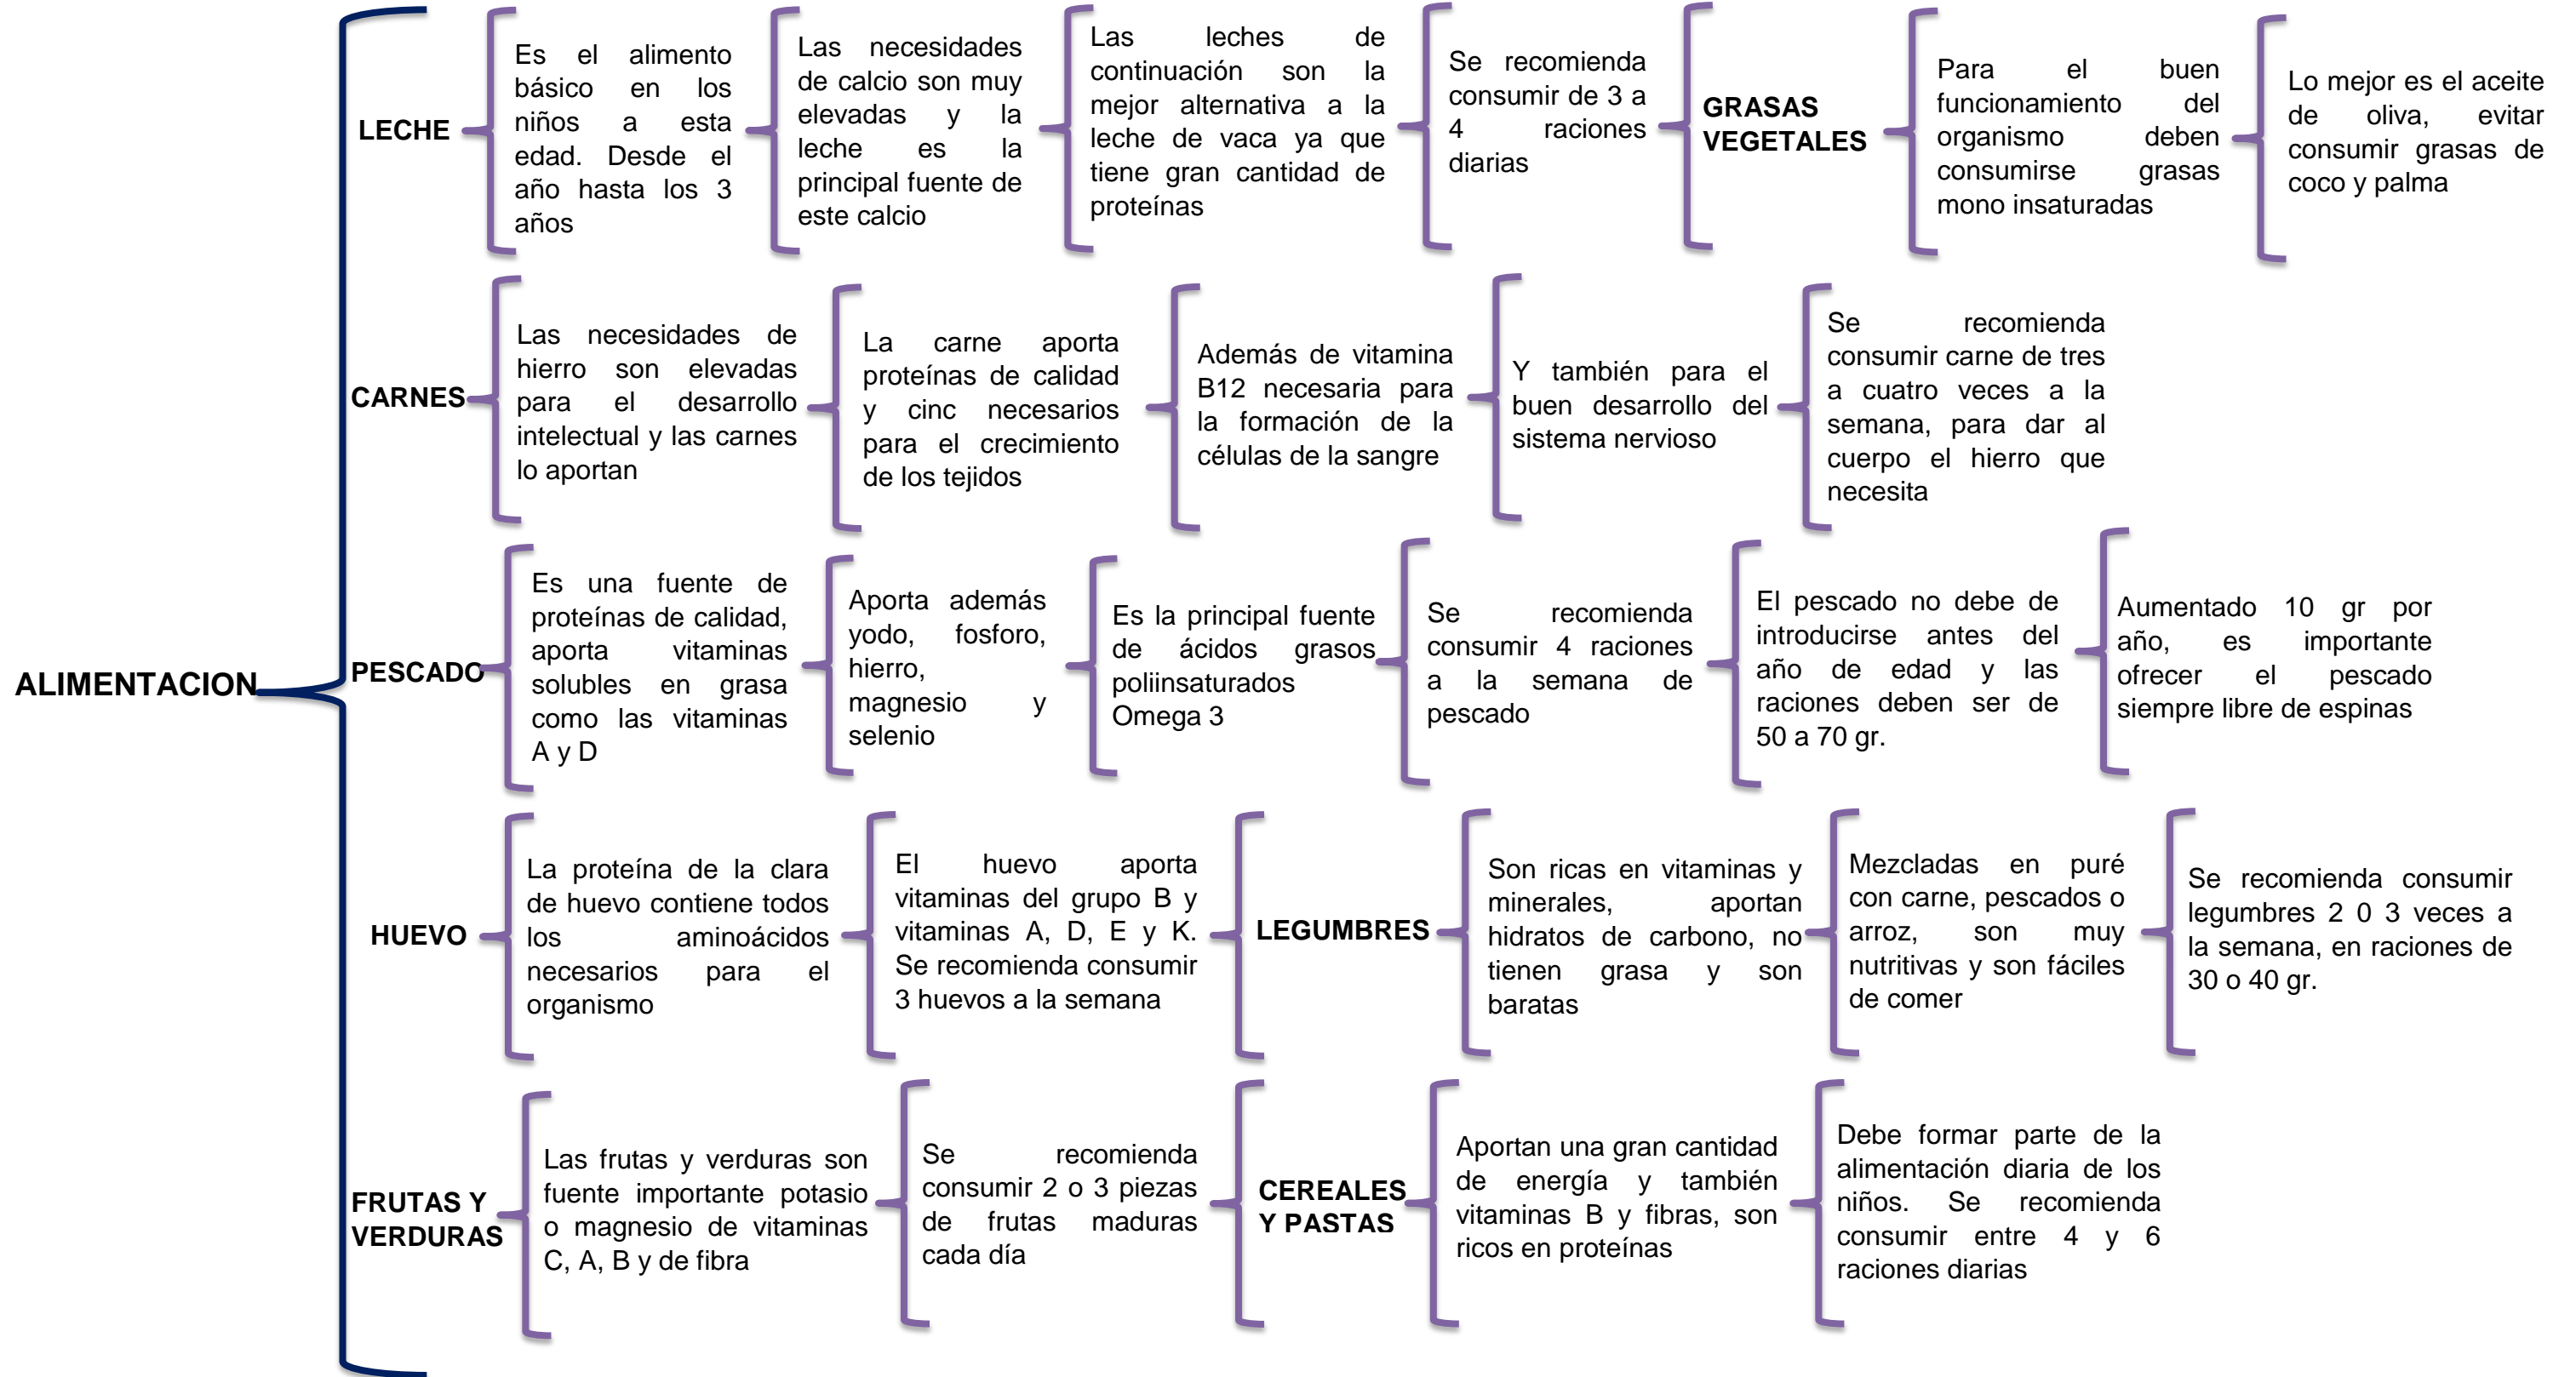 ALIMENTACION
LECHE
Es el alimento
básico en los
niños a esta
edad. Desde el
año hasta los 3
años
Las necesidades
de calcio son muy
elevadas y la
leche es la
principal fuente de
este calcio
Las leches de
continuación son la
mejor alternativa a la
leche de vaca ya que
tiene gran cantidad de
proteínas
Se recomienda
consumir de 3 a
4 raciones
diarias
GRASAS
VEGETALES
Para el buen
funcionamiento del
organismo deben
consumirse grasas
mono insaturadas
Lo mejor es el aceite
de oliva, evitar
consumir grasas de
coco y palma
CARNES
Las necesidades de
hierro son elevadas
para el desarrollo
intelectual y las carnes
lo aportan
La carne aporta
proteínas de calidad
y cinc necesarios
para el crecimiento
de los tejidos
Además de vitamina
B12 necesaria para
la formación de la
células de la sangre
Y también para el
buen desarrollo del
sistema nervioso
Se recomienda
consumir carne de tres
a cuatro veces a la
semana, para dar al
cuerpo el hierro que
necesita
PESCADO
Es una fuente de
proteínas de calidad,
aporta vitaminas
solubles en grasa
como las vitaminas
A y D
Aporta además
yodo, fosforo,
hierro,
magnesio y
selenio
Es la principal fuente
de ácidos grasos
poliinsaturados
Omega 3
Se recomienda
consumir 4 raciones
a la semana de
pescado
El pescado no debe de
introducirse antes del
año de edad y las
raciones deben ser de
50 a 70 gr.
Aumentado 10 gr por
año, es importante
ofrecer el pescado
siempre libre de espinas
HUEVO
La proteína de la clara
de huevo contiene todos
los aminoácidos
necesarios para el
organismo
El huevo aporta
vitaminas del grupo B y
vitaminas A, D, E y K.
Se recomienda consumir
3 huevos a la semana
LEGUMBRES
Son ricas en vitaminas y
minerales, aportan
hidratos de carbono, no
tienen grasa y son
baratas
Mezcladas en puré
con carne, pescados o
arroz, son muy
nutritivas y son fáciles
de comer
Se recomienda consumir
legumbres 2 0 3 veces a
la semana, en raciones de
30 o 40 gr.
FRUTAS Y
VERDURAS
Las frutas y verduras son
fuente importante potasio
o magnesio de vitaminas
C, A, B y de fibra
Se recomienda
consumir 2 o 3 piezas
de frutas maduras
cada día
CEREALES
Y PASTAS
Aportan una gran cantidad
de energía y también
vitaminas B y fibras, son
ricos en proteínas
Debe formar parte de la
alimentación diaria de los
niños. Se recomienda
consumir entre 4 y 6
raciones diarias